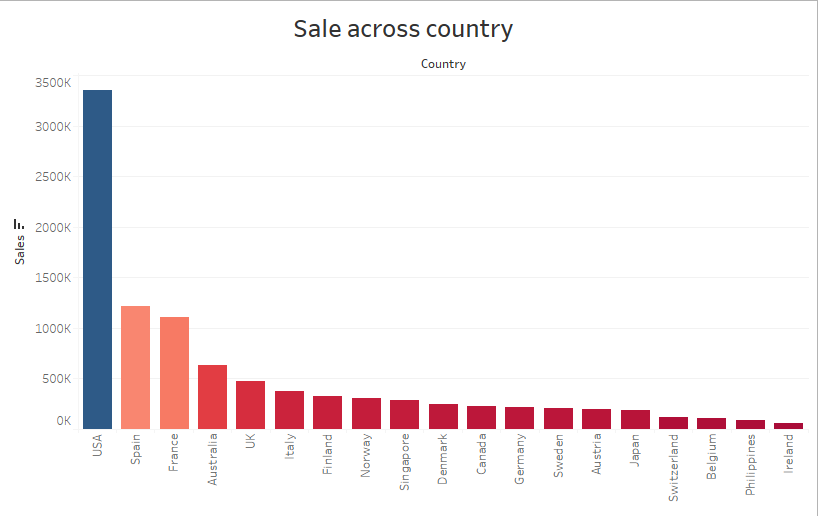 Sale across country
Country
3500K
3000K
2500K
2000K
1500K
1000K
500K
0K
Sales
USA
Spain
France
Australia
UK
Italy
Finland
Norway
Singapore
Denmark
Canada
Germany
Sweden
Austria
Japan
Switzerland
Belgium
Philippines
Ireland